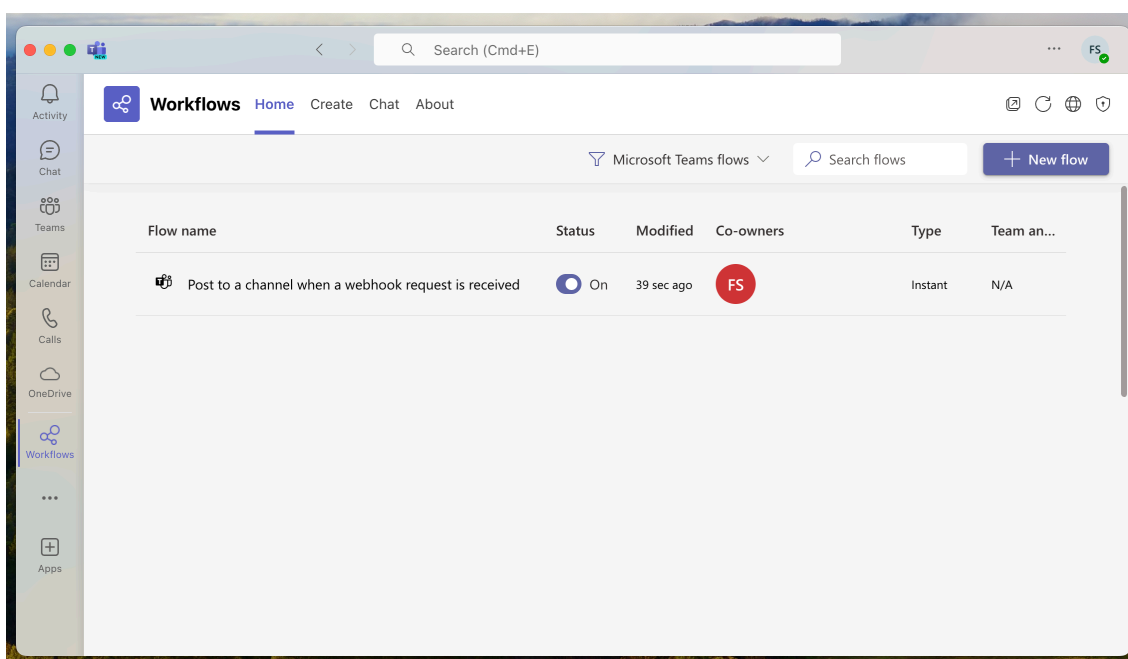 Search (Cmd+E)
FS
Activity
Chat
Teams
Calendar
Calls
OneDrive
Workflows
Apps
Workflows Home Create Chat About
Microsoft Teams flows
Search flows
New flow
Flow name Status Modified Co-owners Type Team an...
Post to a channel when a webhook request is received On 39 sec ago FS Instant N/A